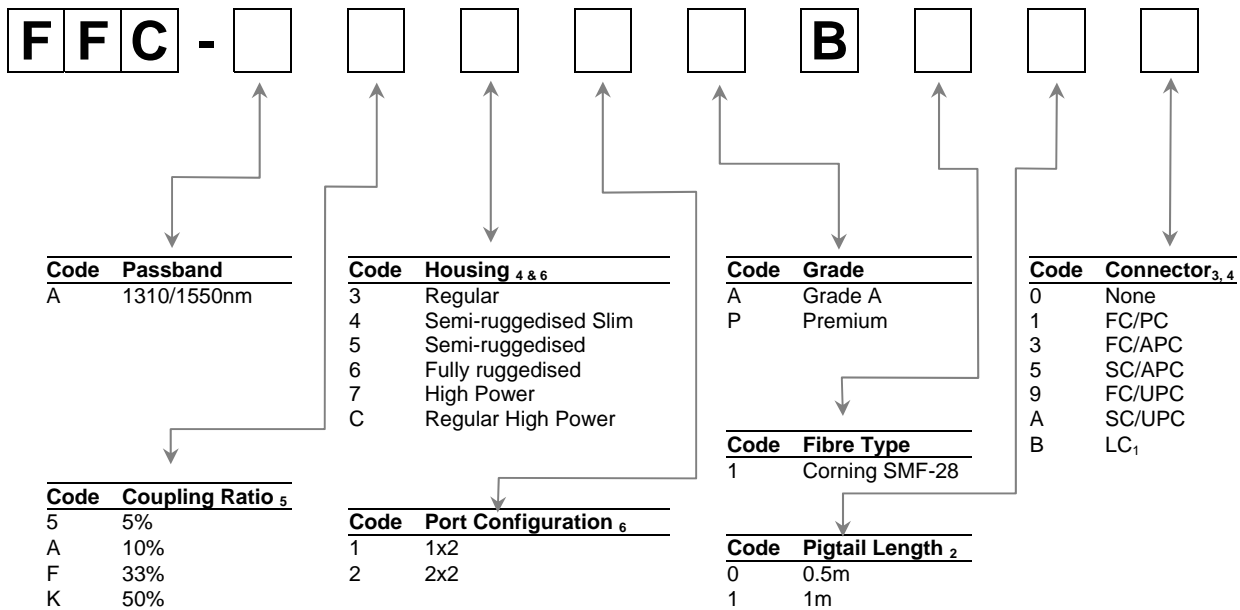 FFC - B
Code Passband
A 1310/1550nm
Code Housing 4 & 6
3 Regular
4 Semi-ruggedised Slim
5 Semi-ruggedised
6 Fully ruggedised
7 High Power
C Regular High Power
Code Grade
A Grade A
P Premium
Code Connector3, 4
0 None
1 FC/PC
3 FC/APC
5 SC/APC
9 FC/UPC
A SC/UPC
B LC1
Code Fibre Type
1 Corning SMF-28
Code Coupling Ratio 5
5 5%
A 10%
F 33%
K 50%
Code Port Configuration 6
1 1x2
2 2x2
Code Pigtail Length 2
0 0.5m
1 1m